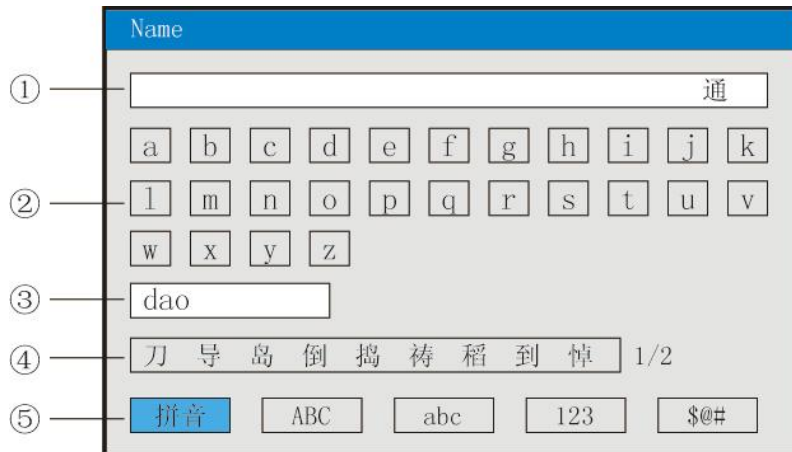 Name
① 通
a b c d e f g h i j k
② l m n o p q r s t u v
w x y z
③ dao
④ 刀 导 岛 倒 捣 祷 稻 到 悼 1/2
⑤ 拼音 ABC abc 123 $@#